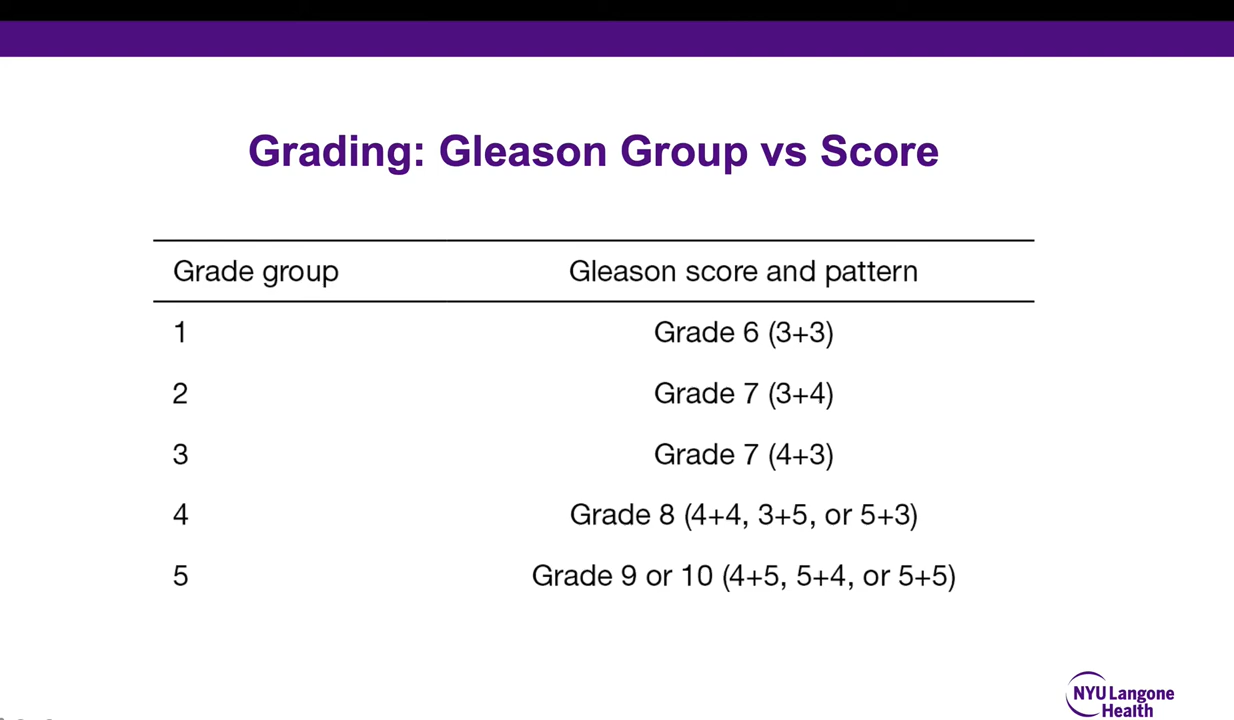 Grading: Gleason Group vs Score
Grade group Gleason score and pattern
1 Grade 6 (3+3)
2 Grade 7 (3+4)
3 Grade 7 (4+3)
4 Grade 8 (4+4, 3+5, or 5+3)
5 Grade 9 or 10 (4+5, 5+4, or 5+5)
NYU Langone
Health